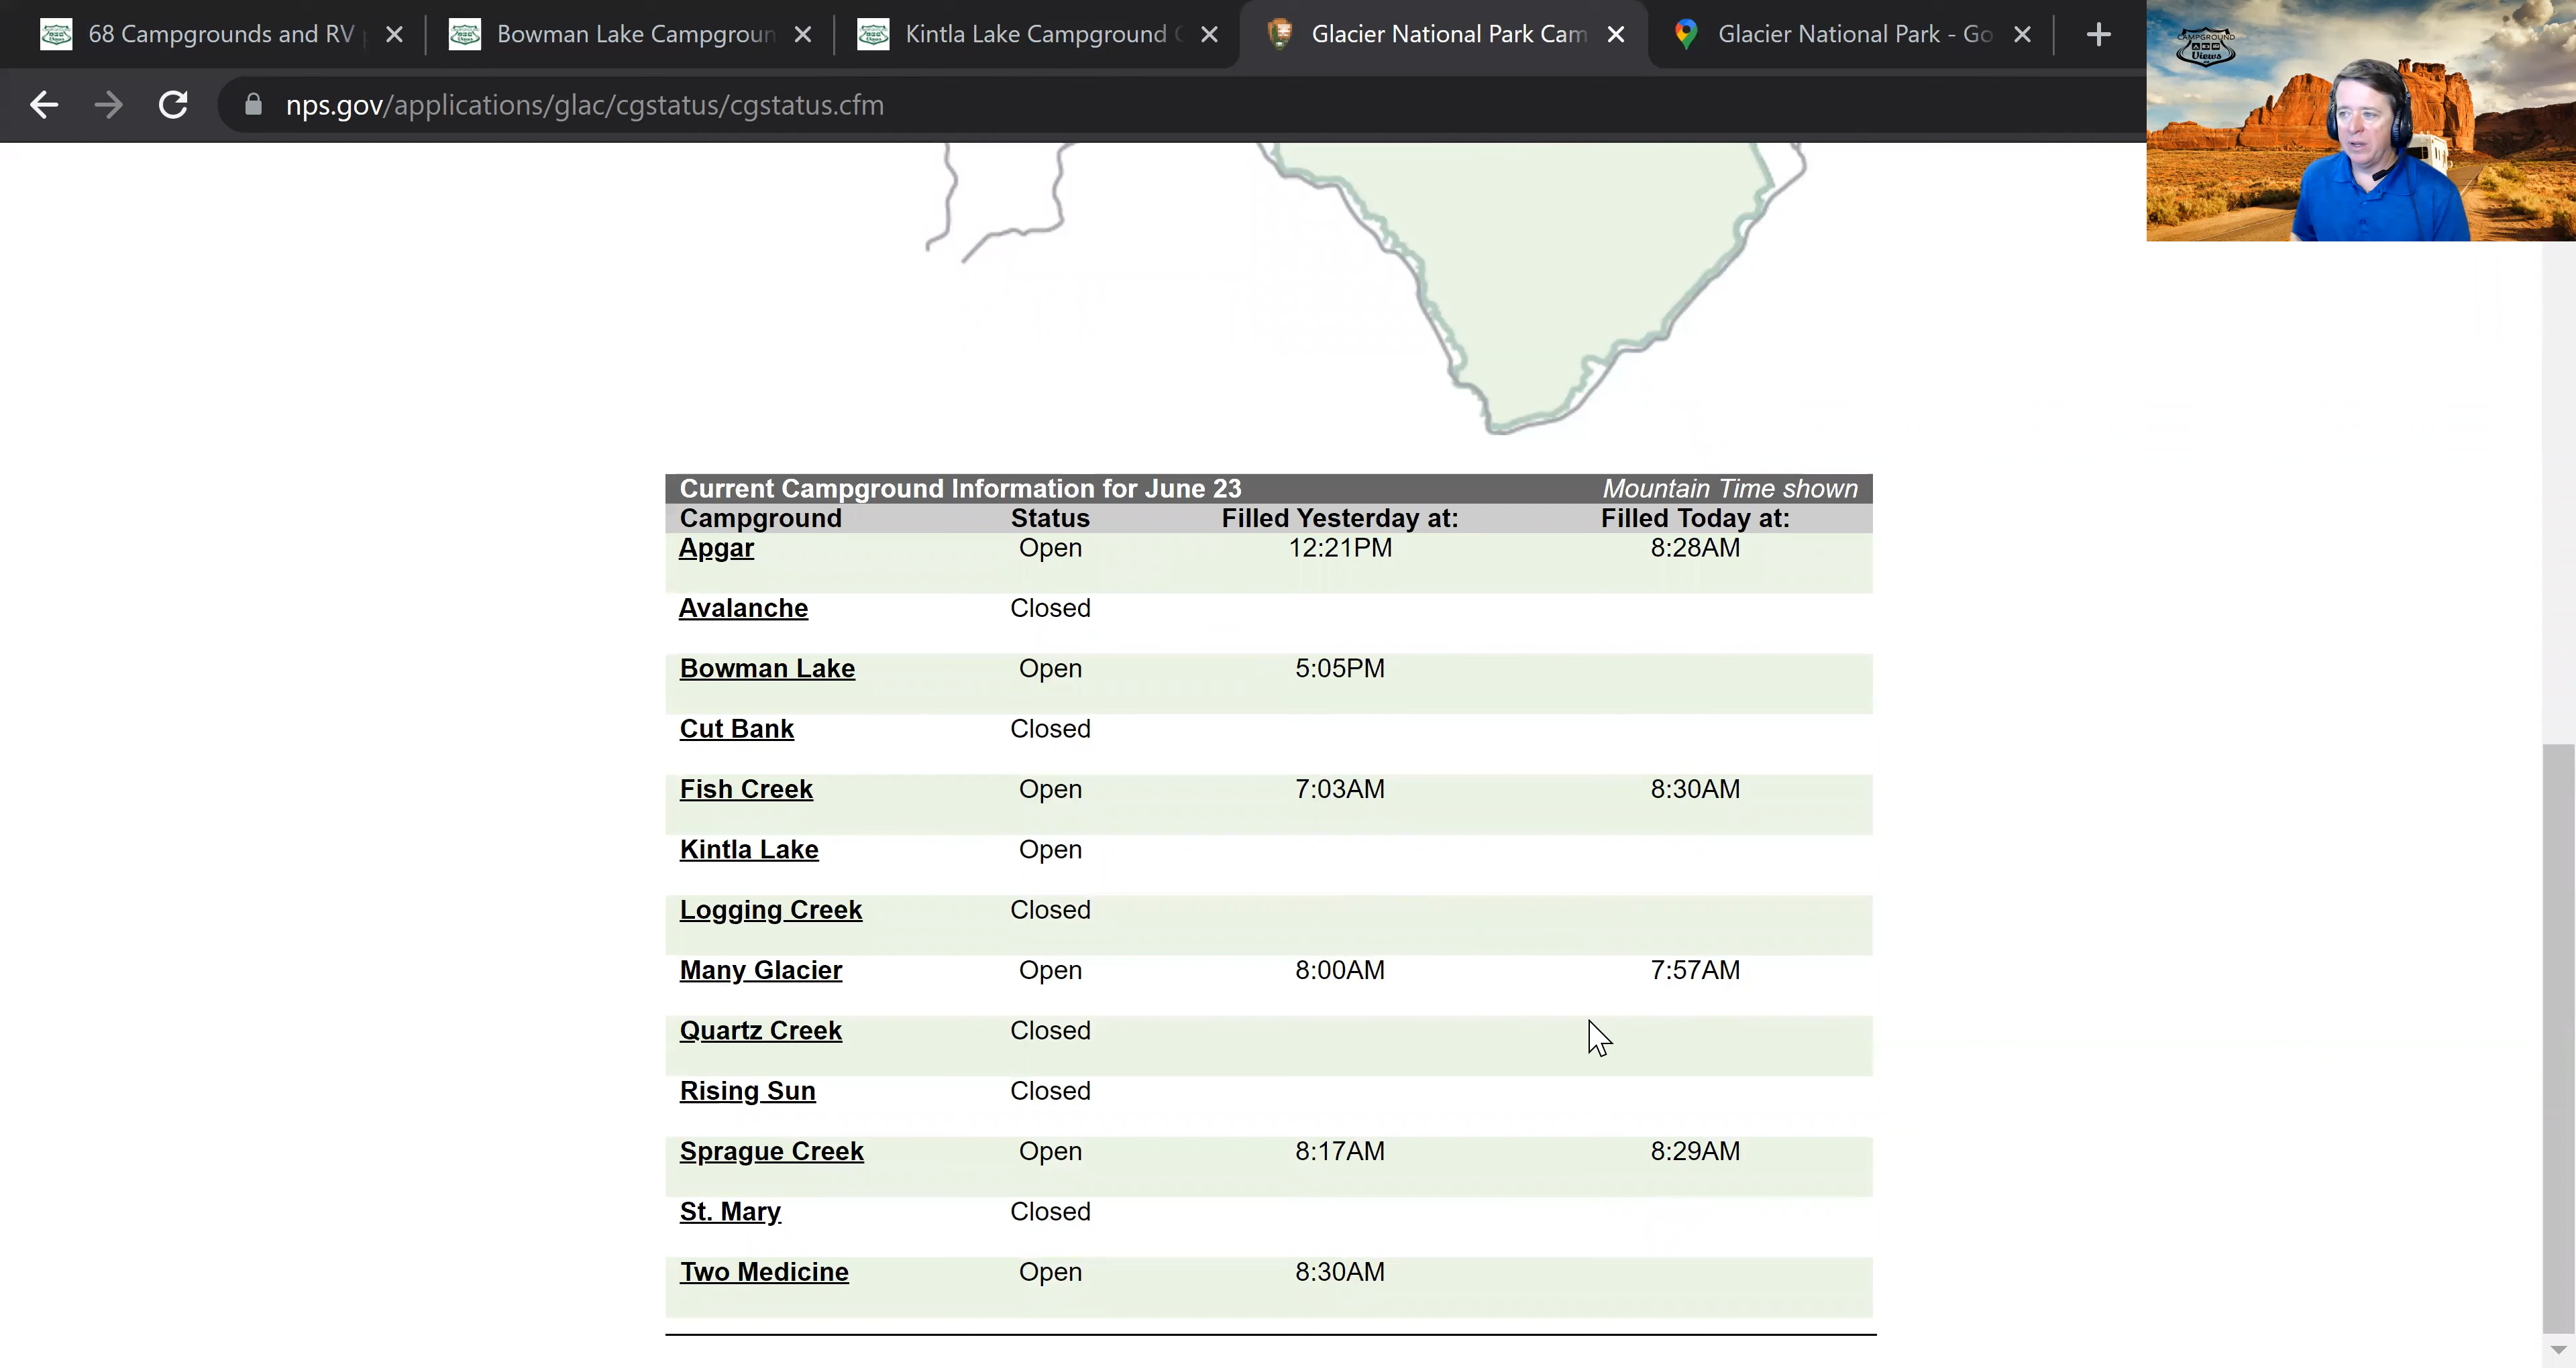 68 Campgrounds and RV
Bowman Lake Campgroun
Kintla Lake Campground
Glacier National Park Cam
Glacier National Park - Go
nps.gov/applications/glac/cgstatus/cgstatus.cfm
CAMPGROUND
Views
Current Campground Information for June 23 Mountain Time shown
Campground Status Filled Yesterday at: Filled Today at:
Apgar Open 12:21PM 8:28AM
Avalanche Closed
Bowman Lake Open 5:05PM
Cut Bank Closed
Fish Creek Open 7:03AM 8:30AM
Kintla Lake Open
Logging Creek Closed
Many Glacier Open 8:00AM 7:57AM
Quartz Creek Closed
Rising Sun Closed
Sprague Creek Open 8:17AM 8:29AM
St. Mary Closed
Two Medicine Open 8:30AM